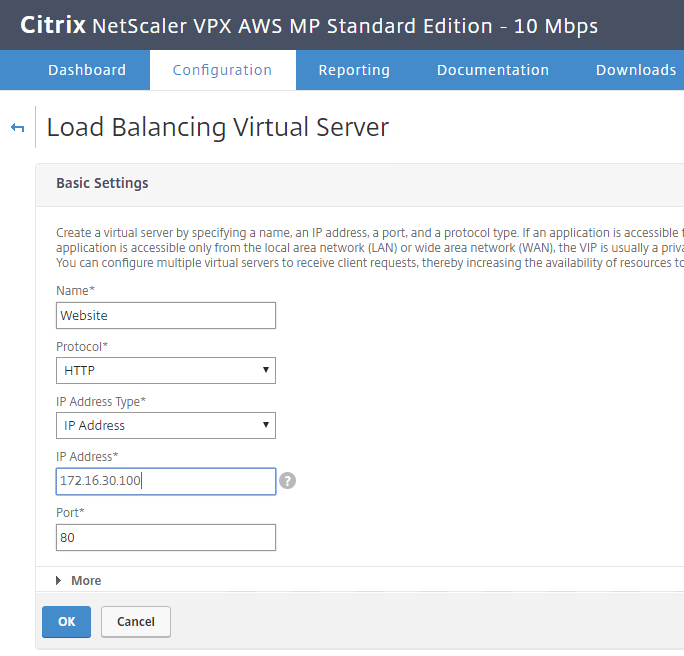 Citrix NetScaler VPX AWS MP Standard Edition - 10 Mbps
Dashboard Configuration Reporting Documentation Downloads
Load Balancing Virtual Server
Basic Settings
Create a virtual server by specifying a name, an IP address, a port, and a protocol type. If an application is accessible
application is accessible only from the local area network (LAN) or wide area network (WAN), the VIP is usually a
You can configure multiple virtual servers to receive client requests, thereby increasing the availability of resources to
Name*
Website
Protocol*
HTTP
IP Address Type*
IP Address
IP Address*
172.16.30.100
?
Port*
80
More
OK Cancel